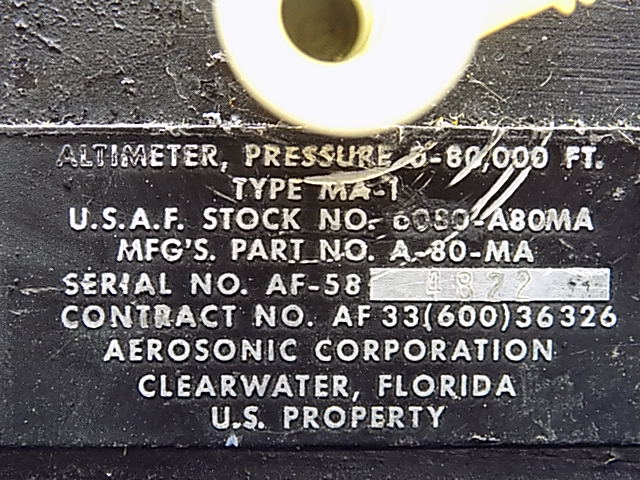 ALTIMETER, PRESSURE 0-80,000 FT.
TYPE MA-1
U.S.A.F. STOCK NO. 6080-A80MA
MFG'S. PART NO. A-80-MA
SERIAL NO. AF-58 4872
CONTRACT NO. AF 33(600)36326
AEROSONIC CORPORATION
CLEARWATER, FLORIDA
U.S. PROPERTY